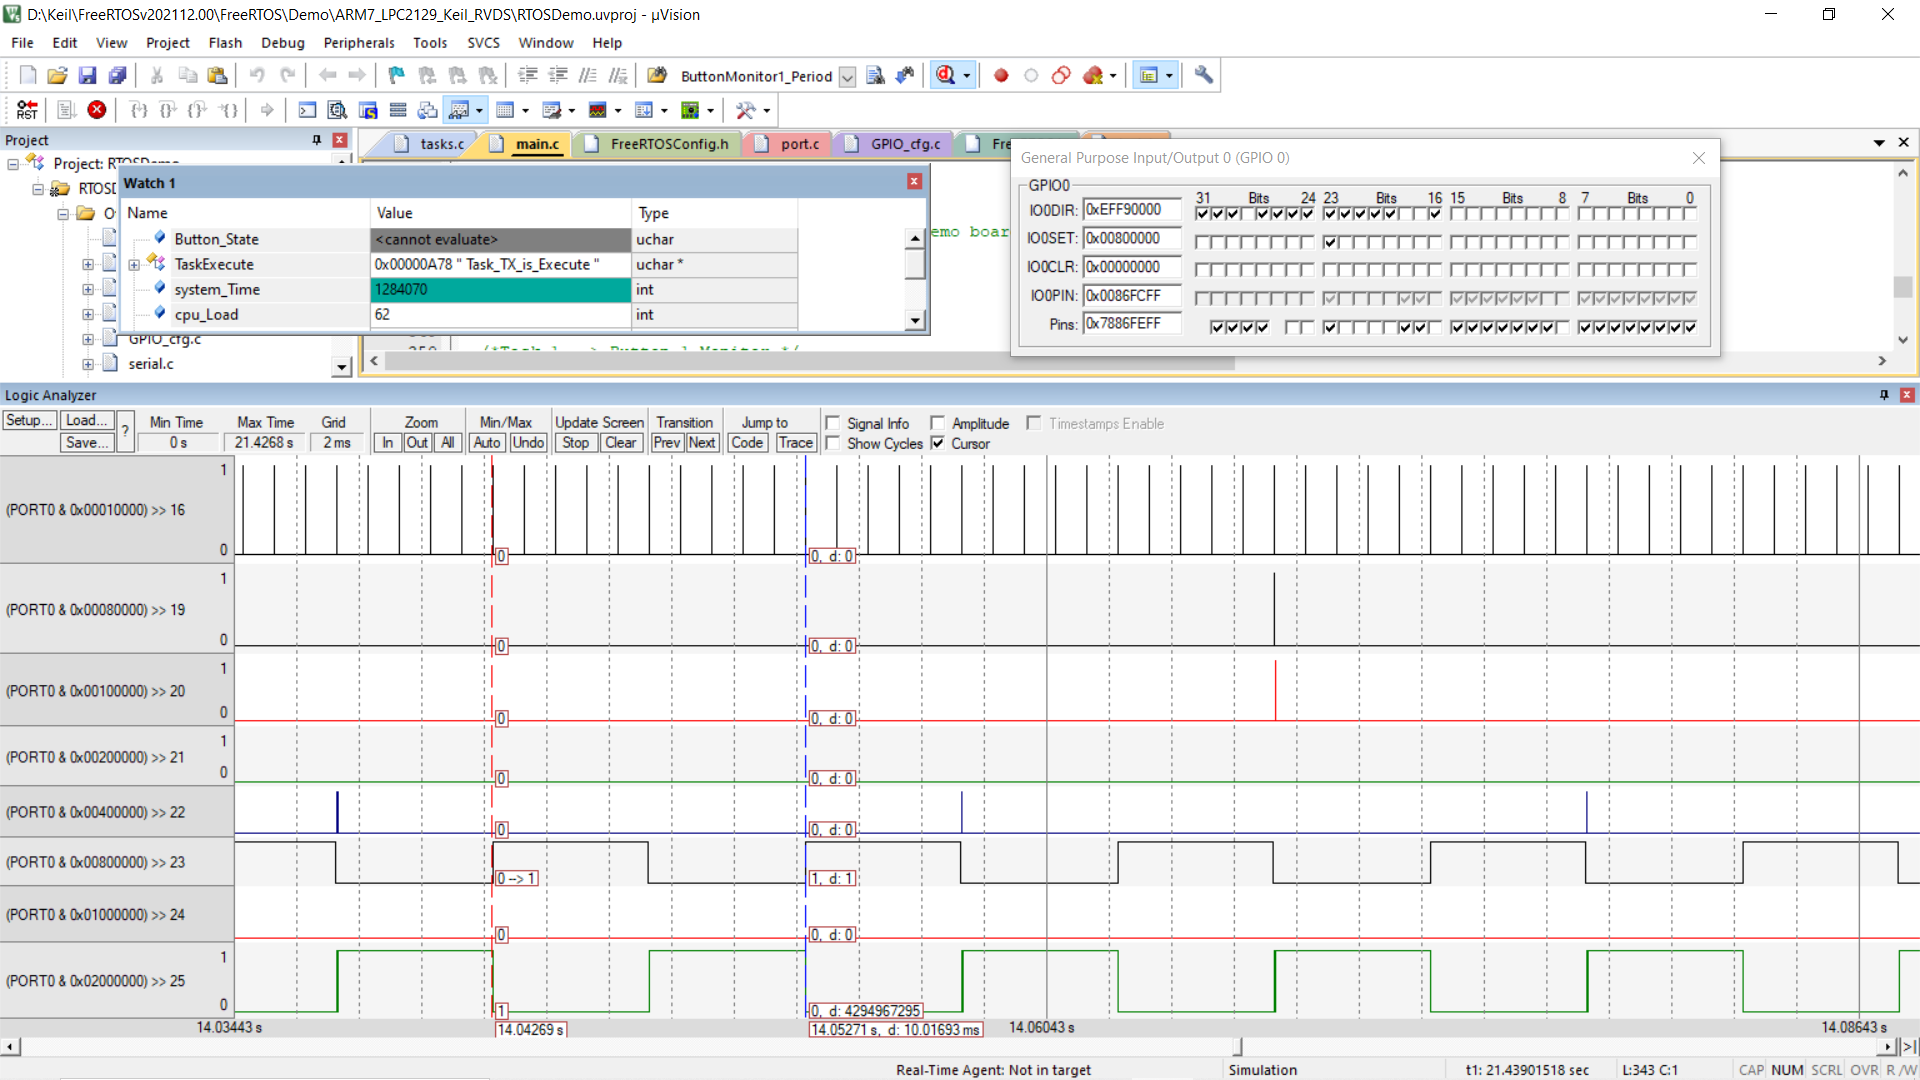 D:\Keil\FreeRTOSv202112.00\FreeRTOS\Demo\ARM7_LPC2129_Keil_RVDS\RTOSDemo.uvproj - µVision
File Edit View Project Flash Debug Peripherals Tools SVCS Window Help
ButtonMonitor1_Period
RST
Project
tasks.c main.c FreeRTOSConfig.h port.c GPIO_cfg.c
Project: RTOSDemo
Watch 1
Name Value Type
Button_State <cannot evaluate> uchar
TaskExecute 0x00000A78 " Task_TX_is_Execute " uchar *
system_Time 1284070 int
cpu_Load 62 int
GPIO_cfg.c
serial.c
General Purpose Input/Output 0 (GPIO 0)
GPIO0
31 Bits 24 23 Bits 16 15 Bits 8 7 Bits 0
IO0DIR: 0xEFF90000
IO0SET: 0x00800000
IO0CLR: 0x00000000
IO0PIN: 0x0086FCFF
Pins: 0x7886FEFF
Logic Analyzer
Setup... Load... Save... ?
Min Time Max Time Grid Zoom Min/Max Update Screen Transition Jump to Signal Info Amplitude Timestamps Enable
0 s 21.4268 s 2 ms In Out All Auto Undo Stop Clear Prev Next Code Trace Show Cycles Cursor
(PORT0 & 0x00010000) >> 16 1 0 0 0, d: 0
(PORT0 & 0x00080000) >> 19 1 0 0 0, d: 0
(PORT0 & 0x00100000) >> 20 1 0 0 0, d: 0
(PORT0 & 0x00200000) >> 21 1 0 0 0, d: 0
(PORT0 & 0x00400000) >> 22 0 0, d: 0
(PORT0 & 0x00800000) >> 23 0 --> 1 1, d: 1
(PORT0 & 0x01000000) >> 24 0 0, d: 0
(PORT0 & 0x02000000) >> 25 1 0 1 0, d: 4294967295
14.03443 s 14.04269 s 14.05271 s, d: 10.01693 ms 14.06043 s 14.08643 s
Real-Time Agent: Not in target Simulation t1: 21.43901518 sec L:343 C:1 CAP NUM SCRL OVR R /W